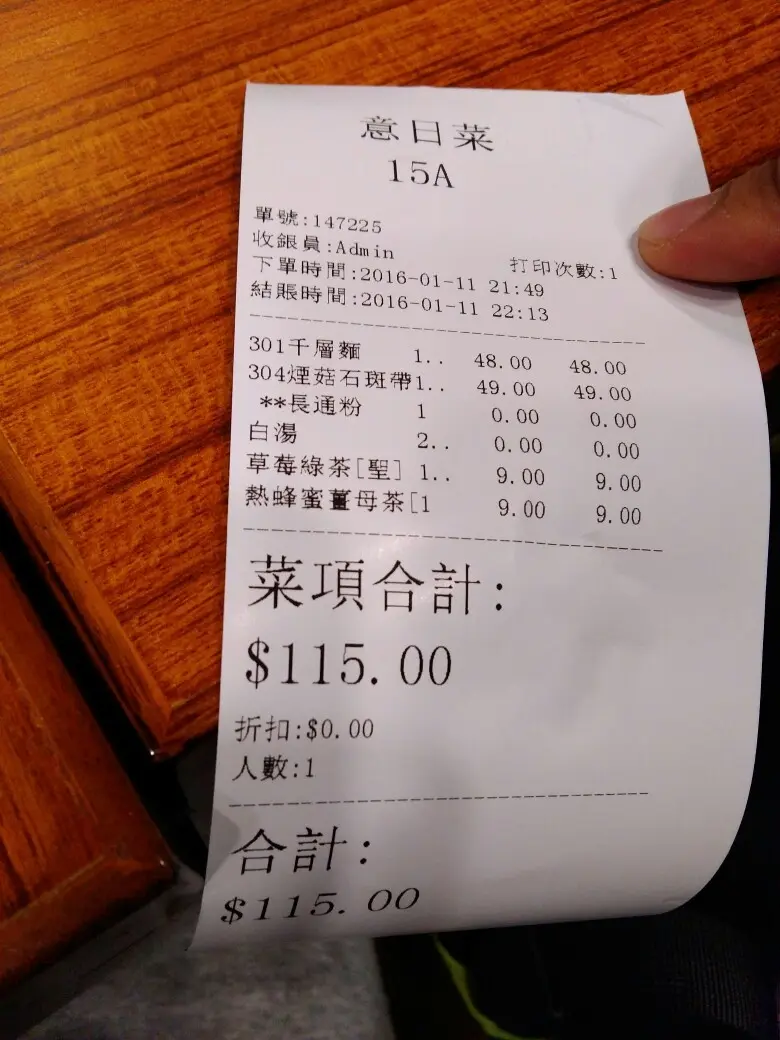 意日菜
15A
單號:147225
收銀員:Admin 打印次數:1
下單時間:2016-01-11 21:49
結賬時間:2016-01-11 22:13
301千層麵 1.. 48.00 48.00
304煙菇石斑帶1.. 49.00 49.00
**長通粉 1 0.00 0.00
白湯 2.. 0.00 0.00
草莓綠茶[聖] 1.. 9.00 9.00
熱蜂蜜薑母茶[1 9.00 9.00
菜項合計:
$115.00
折扣:$0.00
人數:1
合計:
$115.00